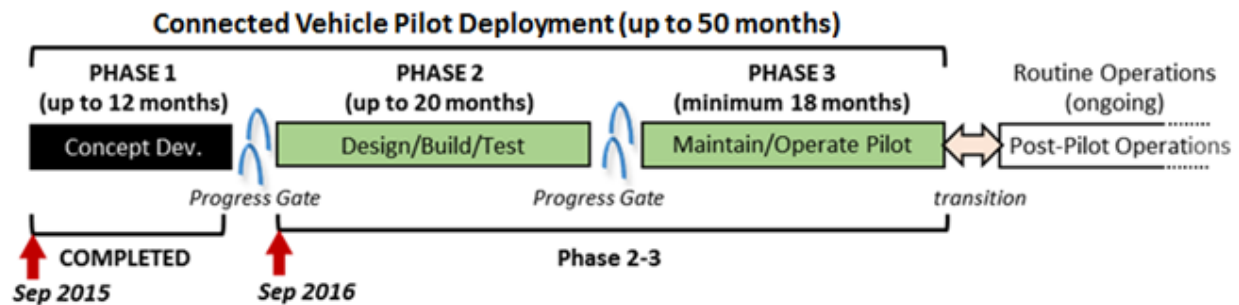 Connected Vehicle Pilot Deployment (up to 50 months)
PHASE 1
(up to 12 months)
PHASE 2
(up to 20 months)
PHASE 3
(minimum 18 months)
Routine Operations
(ongoing)
Concept Dev.
Design/Build/Test
Maintain/Operate Pilot
Post-Pilot Operations
Progress Gate
Progress Gate
transition
COMPLETED
Phase 2-3
Sep 2015
Sep 2016